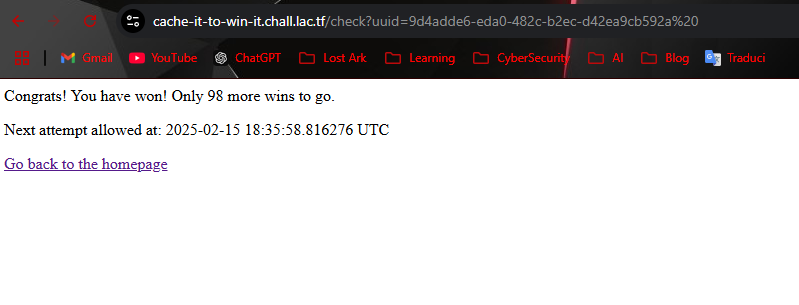 cache-it-to-win-it.chall.lac.tf/check?uuid=9d4adde6-eda0-482c-b2ec-d42ea9cb592a%20
Gmail YouTube ChatGPT Lost Ark Learning CyberSecurity AI Blog Traduci
Congrats! You have won! Only 98 more wins to go.
Next attempt allowed at: 2025-02-15 18:35:58.816276 UTC
Go back to the homepage